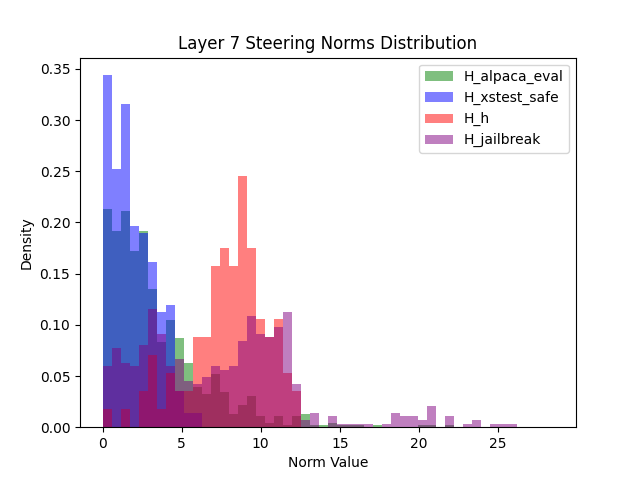 Layer 7 Steering Norms Distribution
H_alpaca_eval
H_xstest_safe
H_h
H_jailbreak
0.35
0.30
0.25
0.20
0.15
0.10
0.05
0.00
Density
0 5 10 15 20 25
Norm Value